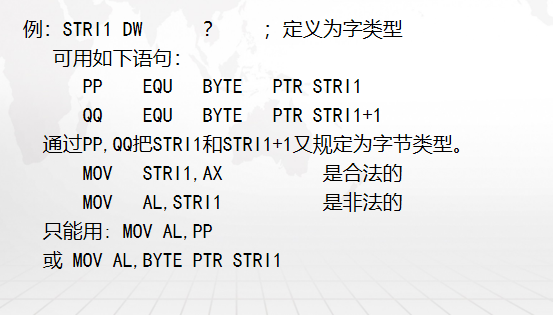 例：STRI1 DW ? ；定义为字类型
可用如下语句：
PP EQU BYTE PTR STRI1
QQ EQU BYTE PTR STRI1+1
通过PP,QQ把STRI1和STRI1+1又规定为字节类型。
MOV STRI1,AX 是合法的
MOV AL,STRI1 是非法的
只能用：MOV AL,PP
或 MOV AL,BYTE PTR STRI1